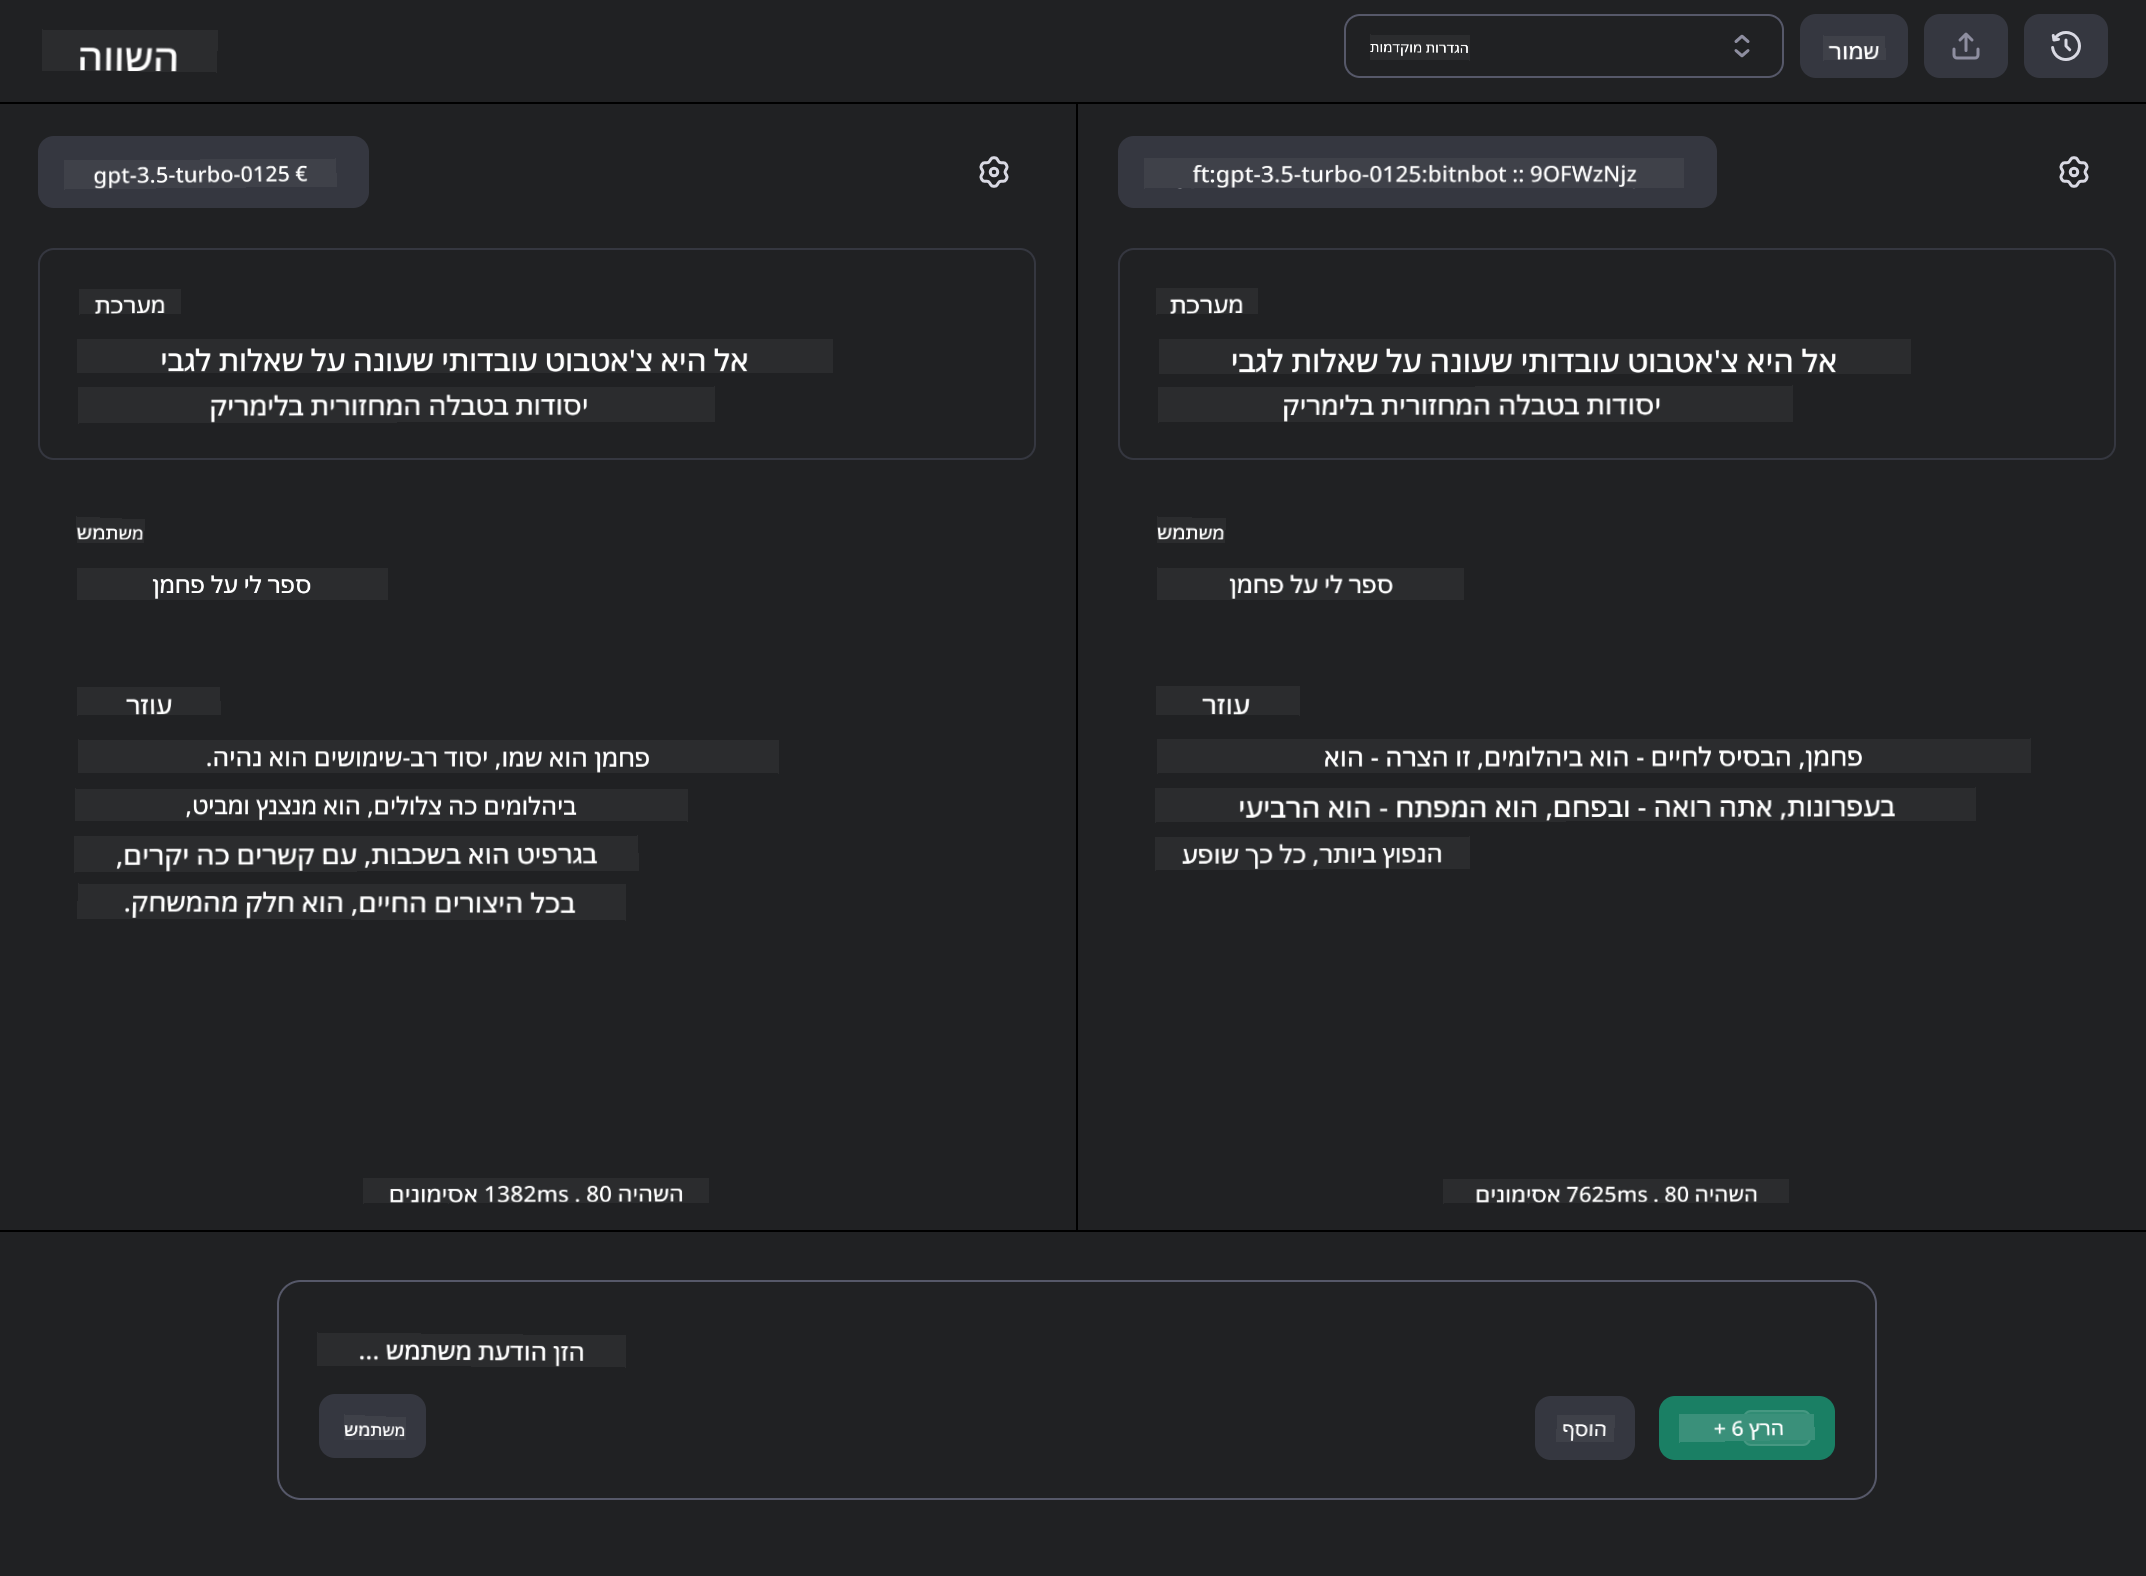 השווה
הגדרות מוקדמות
שמור
gpt-3.5-turbo-0125 €
מערכת
אל היא צ'אטבוט עובדותי שעונה על שאלות לגבי
יסודות בטבלה המחזורית בלימריק
משתמש
ספר לי על פחמן
עוזר
פחמן הוא שמו, יסוד רב-שימושים הוא נהיה.
ביהלומים כה צלולים, הוא מנצנץ ומביט,
בגרפיט הוא בשכבות, עם קשרים כה יקרים,
בכל היצורים החיים, הוא חלק מהמשחק.
השהיה 1382ms . 80 אסימונים
ft:gpt-3.5-turbo-0125:bitnbot :: 9OFWzNjz
מערכת
אל היא צ'אטבוט עובדותי שעונה על שאלות לגבי
יסודות בטבלה המחזורית בלימריק
משתמש
ספר לי על פחמן
עוזר
פחמן, הבסיס לחיים - הוא ביהלומים, זו הצרה - הוא
בעפרונות, אתה רואה - ובפחם, הוא המפתח - הוא הרביעי
הנפוץ ביותר, כל כך שופע
השהיה 7625ms . 80 אסימונים
הזן הודעת משתמש ...
משתמש
הוסף
הרץ 6 +